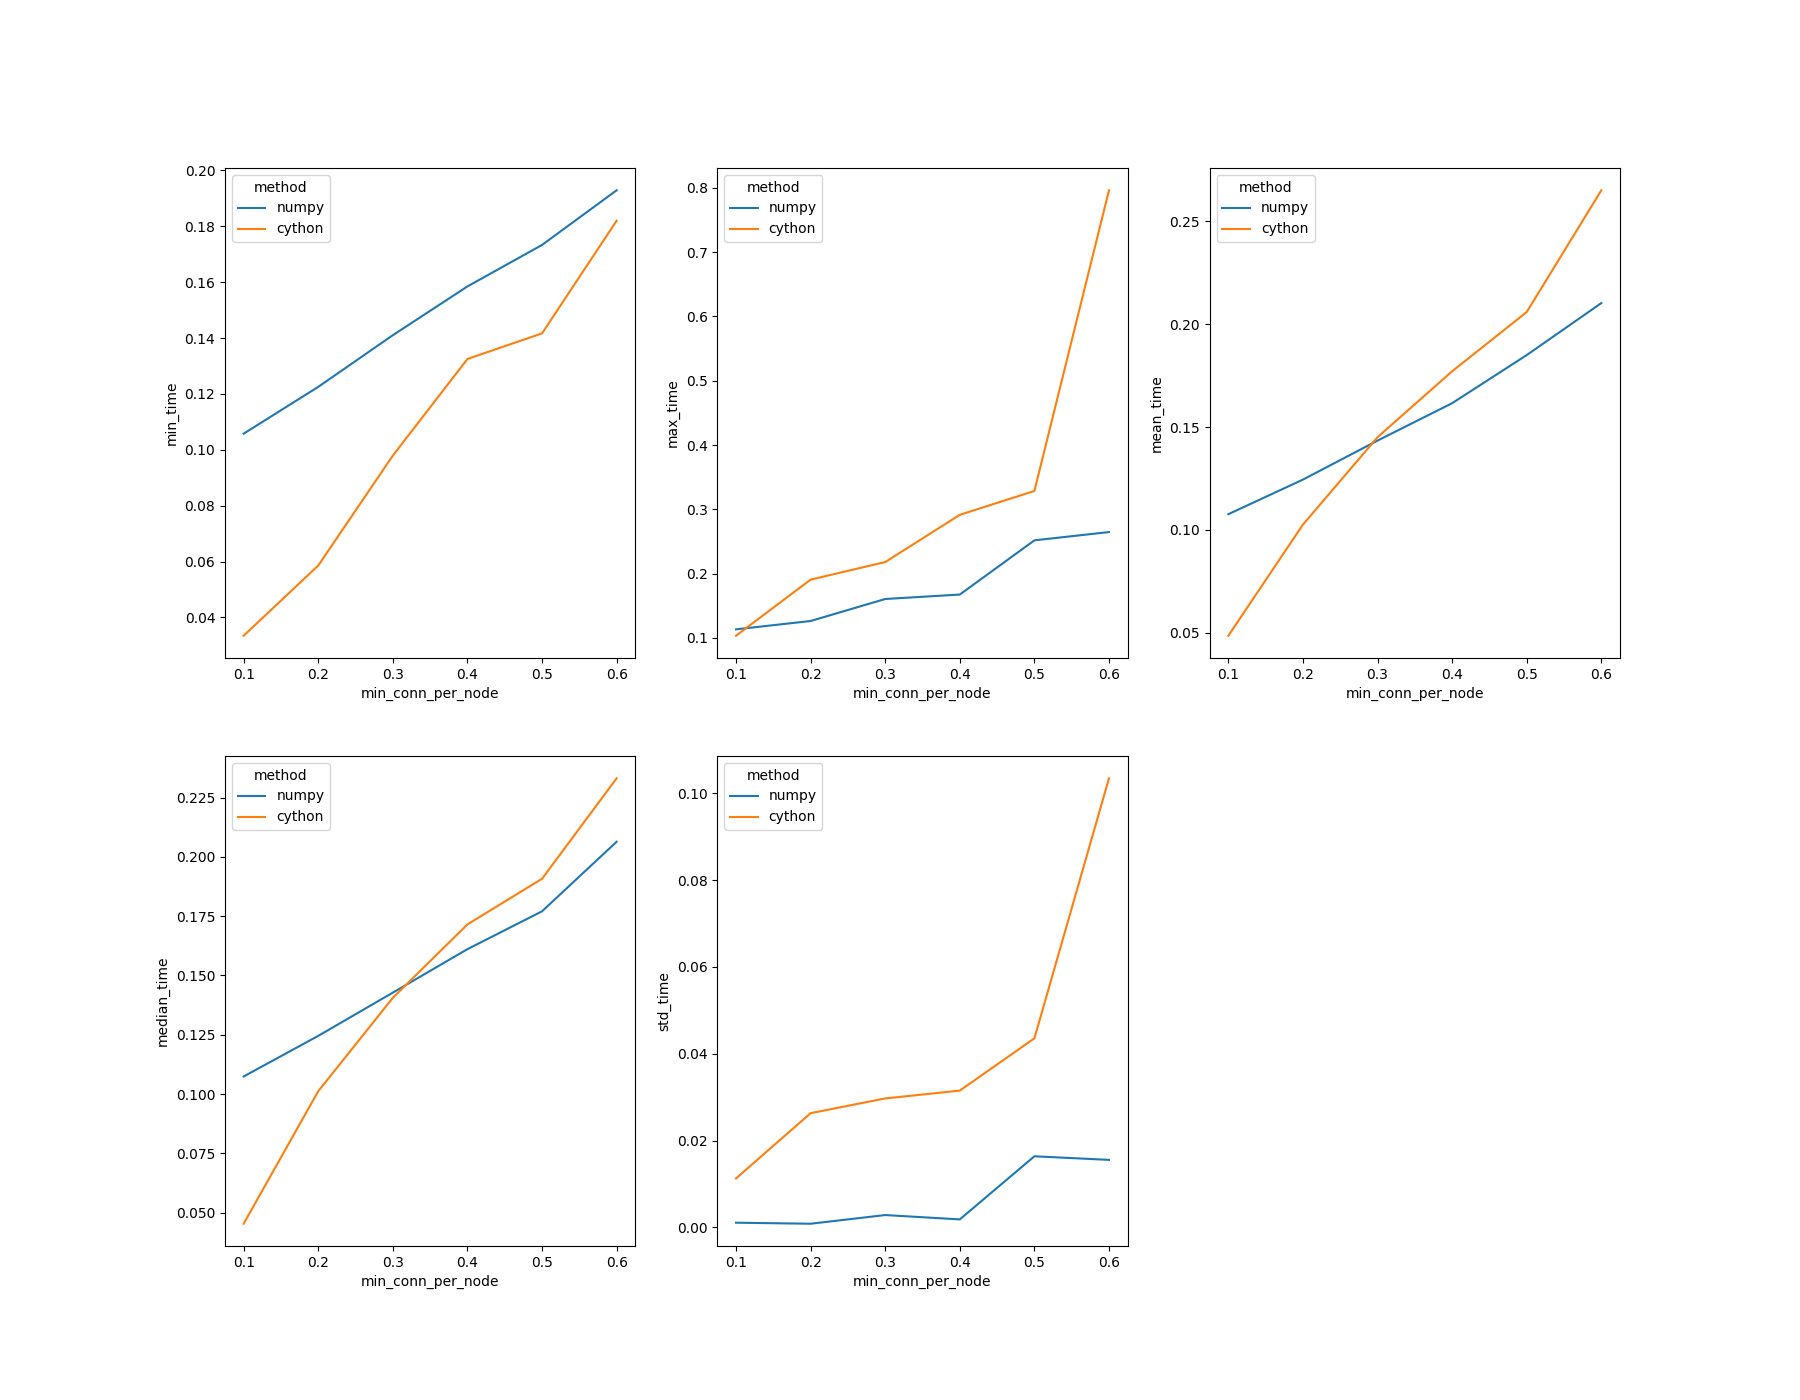 min_time
0.20
0.18
0.16
0.14
0.12
0.10
0.08
0.06
0.04
method
numpy
cython
0.1 0.2 0.3 0.4 0.5 0.6
min_conn_per_node
max_time
0.8
0.7
0.6
0.5
0.4
0.3
0.2
0.1
method
numpy
cython
0.1 0.2 0.3 0.4 0.5 0.6
min_conn_per_node
mean_time
0.25
0.20
0.15
0.10
0.05
method
numpy
cython
0.1 0.2 0.3 0.4 0.5 0.6
min_conn_per_node
median_time
0.225
0.200
0.175
0.150
0.125
0.100
0.075
0.050
method
numpy
cython
0.1 0.2 0.3 0.4 0.5 0.6
min_conn_per_node
std_time
0.10
0.08
0.06
0.04
0.02
0.00
method
numpy
cython
0.1 0.2 0.3 0.4 0.5 0.6
min_conn_per_node